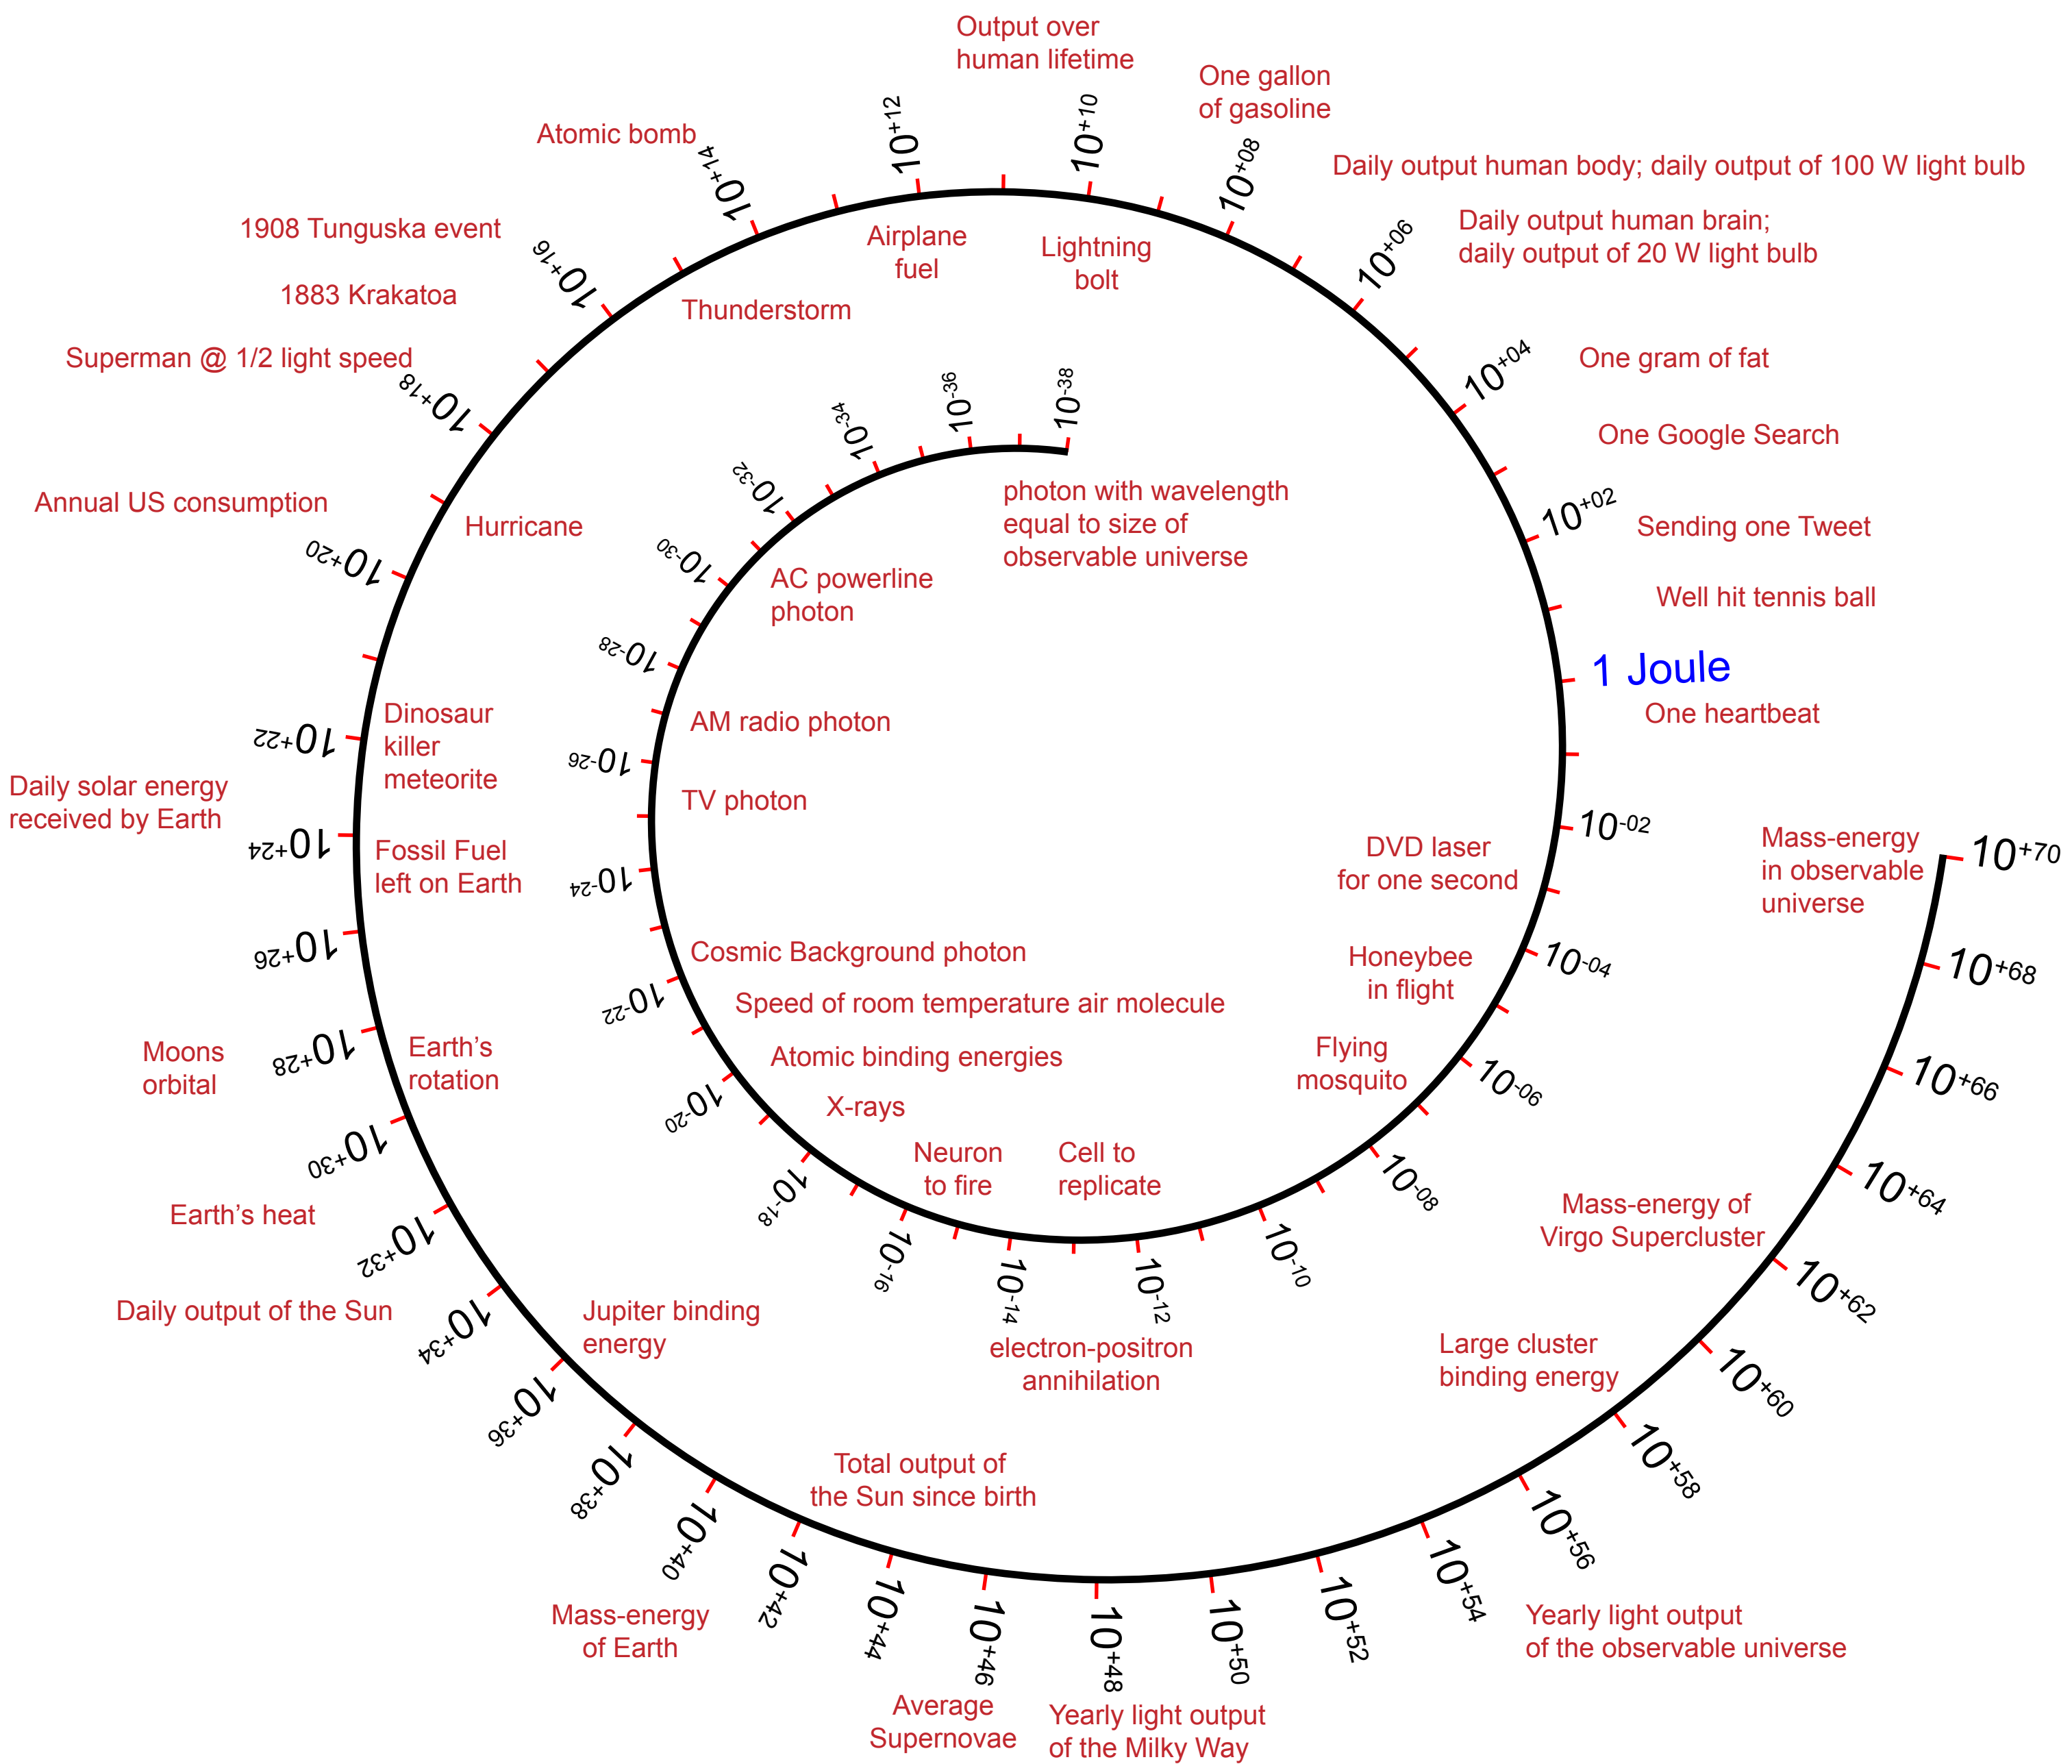 Output over
human lifetime
One gallon
of gasoline
10+12
10+10
10+08
Atomic bomb
10+14
Daily output human body; daily output of 100 W light bulb
Daily output human brain;
daily output of 20 W light bulb
10+06
1908 Tunguska event
10+16
Airplane
fuel
Lightning
bolt
1883 Krakatoa
Thunderstorm
Superman @ 1/2 light speed
10+18
10+04
One gram of fat
One Google Search
10-38
10-36
10-34
10-32
10-30
10-28
10-26
10-24
10-22
10-20
10-18
10-16
10-14
10-12
10-10
10-08
10-06
10-04
10-02
photon with wavelength
equal to size of
observable universe
AC powerline
photon
Annual US consumption
Hurricane
10+20
10+02
Sending one Tweet
Well hit tennis ball
1 Joule
One heartbeat
AM radio photon
TV photon
Dinosaur
killer
meteorite
10+22
Daily solar energy
received by Earth
10+24
Fossil Fuel
left on Earth
10+26
DVD laser
for one second
Mass-energy
in observable
universe
10+70
10+68
10+66
10+64
10+62
10+60
10+58
10+56
10+54
10+52
10+50
10+48
10+46
10+44
10+42
10+40
10+38
10+36
10+34
10+32
10+30
10+28
Cosmic Background photon
Speed of room temperature air molecule
Atomic binding energies
X-rays
Neuron
to fire
Cell to
replicate
Honeybee
in flight
Flying
mosquito
Moons
orbital
Earth’s
rotation
Earth’s heat
Daily output of the Sun
Jupiter binding
energy
electron-positron
annihilation
Mass-energy of
Virgo Supercluster
Large cluster
binding energy
Total output of
the Sun since birth
Mass-energy
of Earth
Average
Supernovae
Yearly light output
of the Milky Way
Yearly light output
of the observable universe